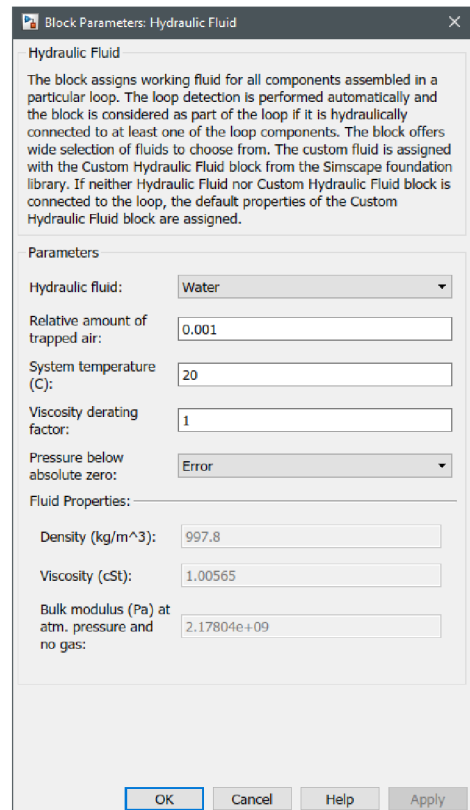 Block Parameters: Hydraulic Fluid
Hydraulic Fluid
The block assigns working fluid for all components assembled in a
particular loop. The loop detection is performed automatically and
the block is considered as part of the loop if it is hydraulically
connected to at least one of the loop components. The block offers
wide selection of fluids to choose from. The custom fluid is assigned
with the Custom Hydraulic Fluid block from the Simscape foundation
library. If neither Hydraulic Fluid nor Custom Hydraulic Fluid block is
connected to the loop, the default properties of the Custom
Hydraulic Fluid block are assigned.
Parameters
Hydraulic fluid: Water
Relative amount of
trapped air: 0.001
System temperature
(C): 20
Viscosity derating
factor: 1
Pressure below
absolute zero: Error
Fluid Properties:
Density (kg/m^3): 997.8
Viscosity (cSt): 1.00565
Bulk modulus (Pa) at
atm. pressure and
no gas: 2.17804e+09
OK Cancel Help Apply